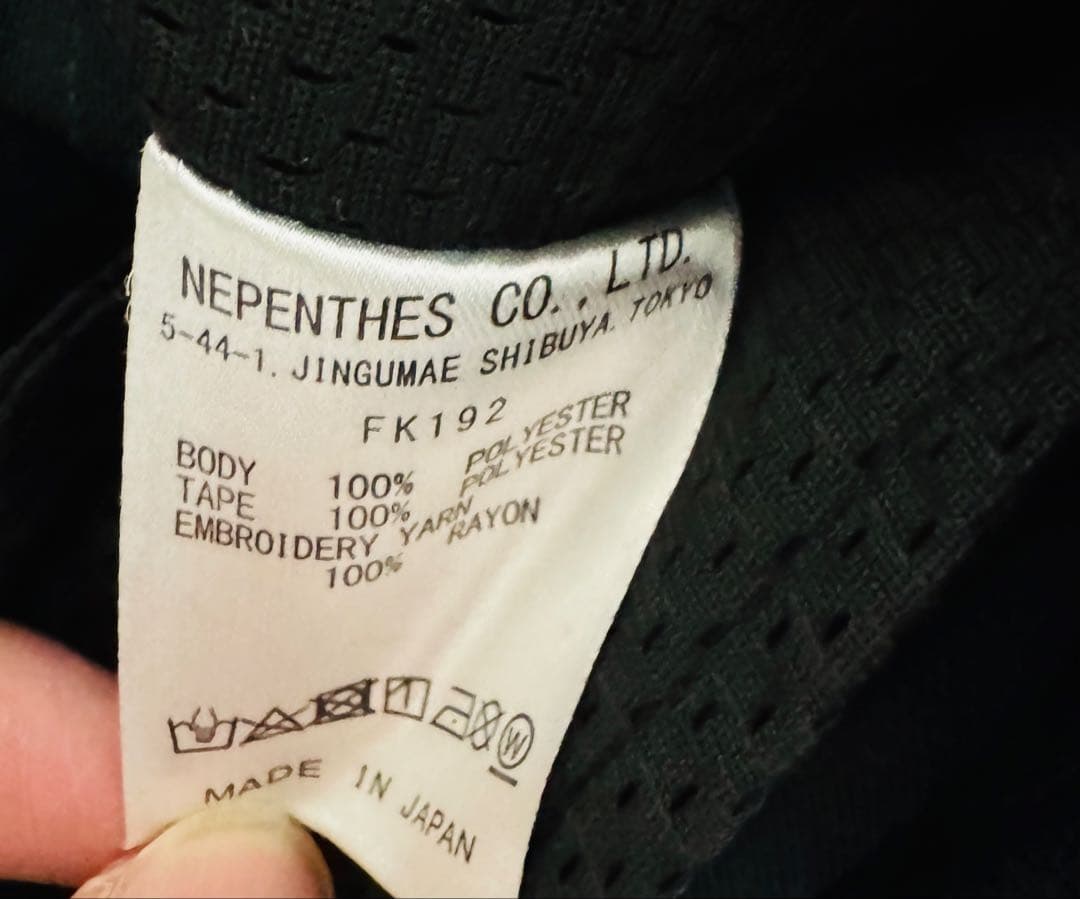 NEPENTHES CO., LTD.
5-44-1. JINGUMAE SHIBUYA. TOKYO
FK192
BODY 100% POLYESTER
TAPE 100% POLYESTER
EMBROIDERY YARN
100% RAYON
W
MADE IN JAPAN